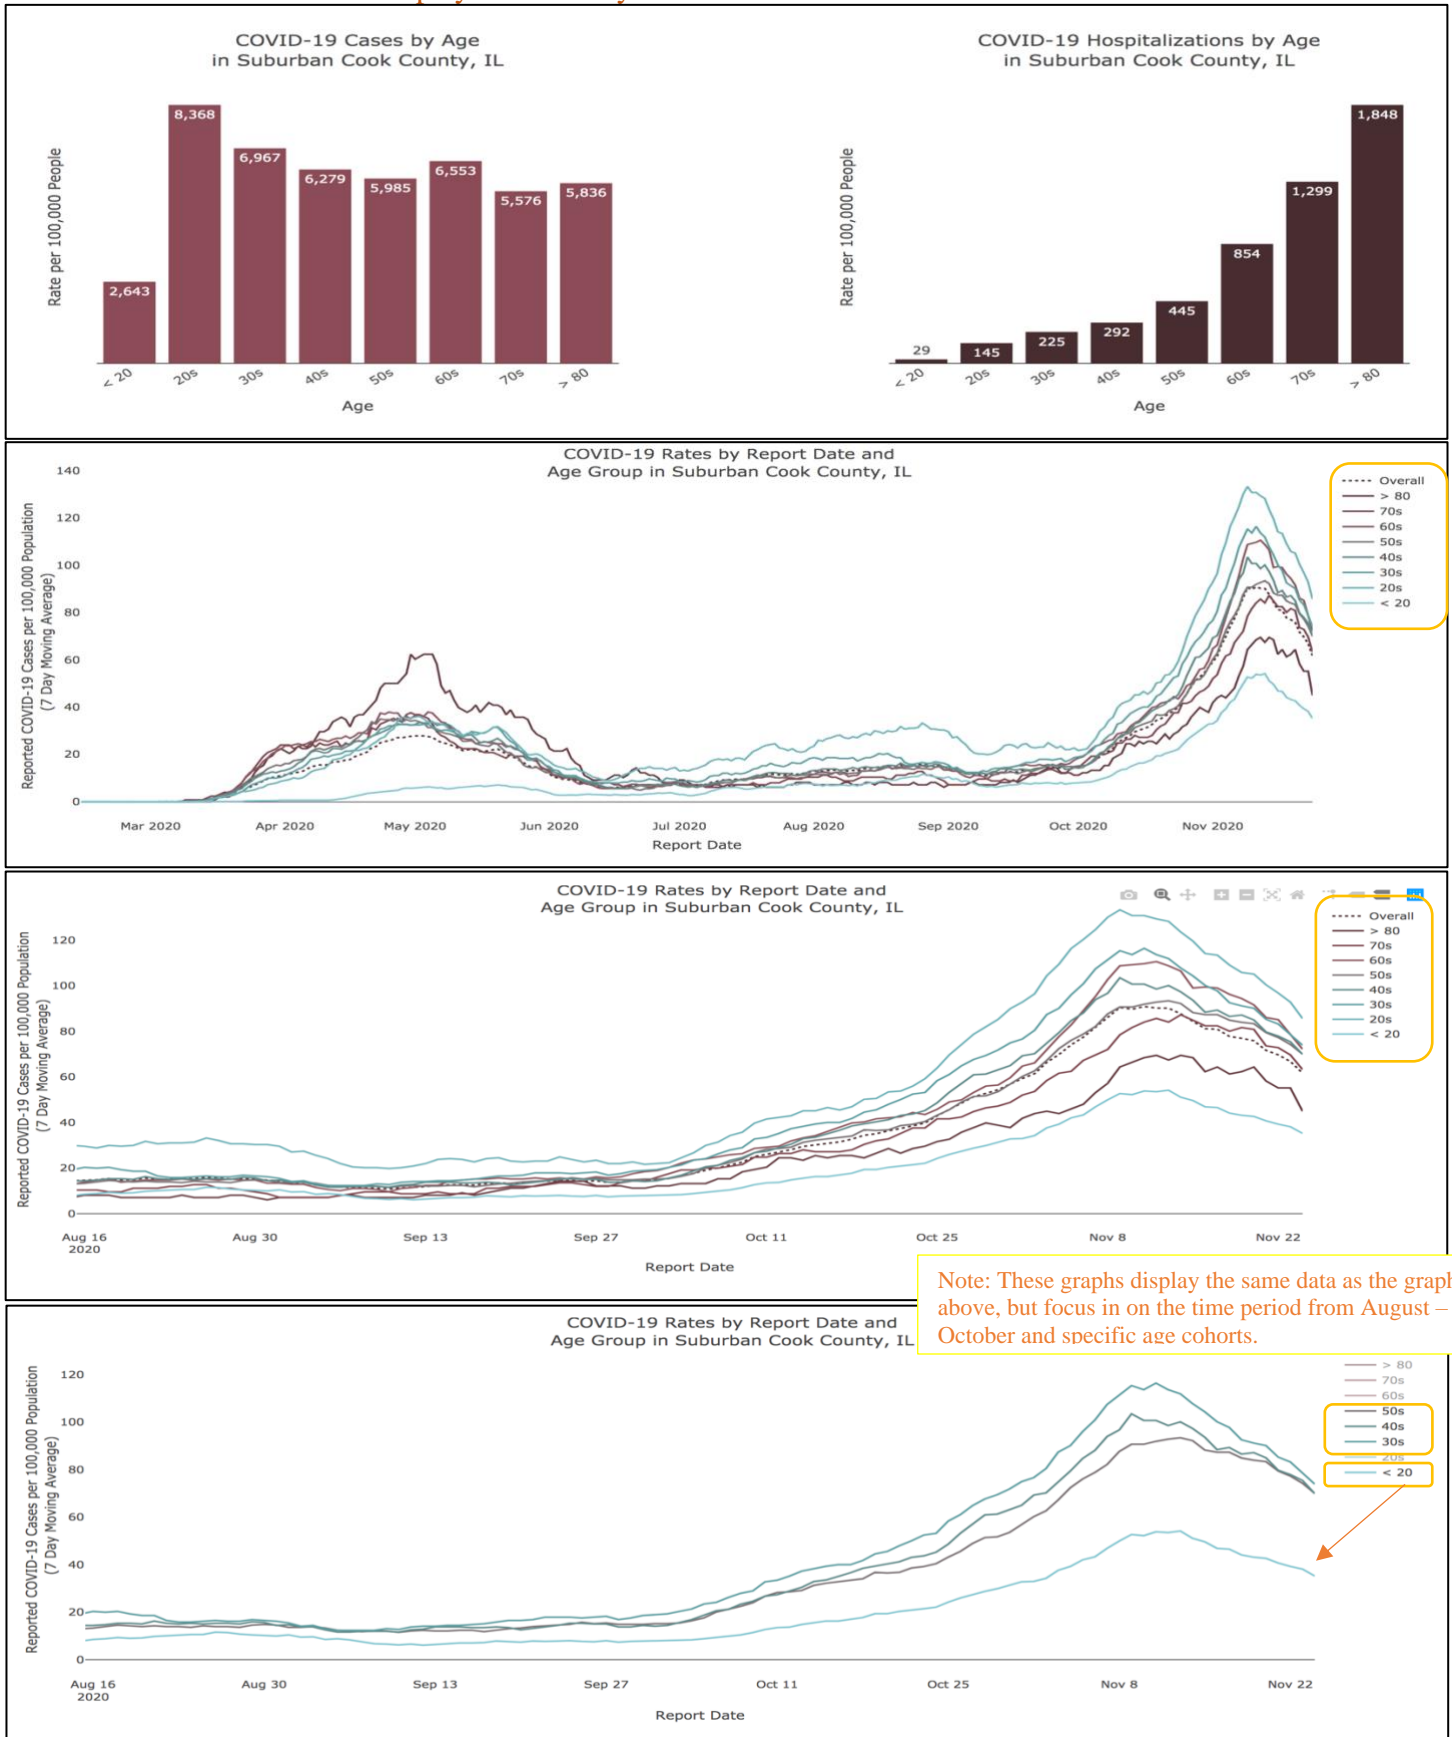 COVID-19 Cases by Age
in Suburban Cook County, IL
Rate per 100,000 People
2,643
8,368
6,967
6,279
5,985
6,553
5,576
5,836
< 20
20s
30s
40s
50s
60s
70s
> 80
Age
COVID-19 Hospitalizations by Age
in Suburban Cook County, IL
Rate per 100,000 People
29
145
225
292
445
854
1,299
1,848
< 20
20s
30s
40s
50s
60s
70s
> 80
Age
COVID-19 Rates by Report Date and
Age Group in Suburban Cook County, IL
Reported COVID-19 Cases per 100,000 Population
(7 Day Moving Average)
140
120
100
80
60
40
20
0
Mar 2020
Apr 2020
May 2020
Jun 2020
Jul 2020
Aug 2020
Sep 2020
Oct 2020
Nov 2020
Report Date
Overall
> 80
70s
60s
50s
40s
30s
20s
< 20
COVID-19 Rates by Report Date and
Age Group in Suburban Cook County, IL
Reported COVID-19 Cases per 100,000 Population
(7 Day Moving Average)
120
100
80
60
40
20
0
Aug 16
2020
Aug 30
Sep 13
Sep 27
Oct 11
Oct 25
Nov 8
Nov 22
Report Date
Overall
> 80
70s
60s
50s
40s
30s
20s
< 20
Note: These graphs display the same data as the graph
above, but focus in on the time period from August –
October and specific age cohorts.
COVID-19 Rates by Report Date and
Age Group in Suburban Cook County, IL
Reported COVID-19 Cases per 100,000 Population
(7 Day Moving Average)
120
100
80
60
40
20
0
Aug 16
2020
Aug 30
Sep 13
Sep 27
Oct 11
Oct 25
Nov 8
Nov 22
Report Date
> 80
70s
60s
50s
40s
30s
20s
< 20